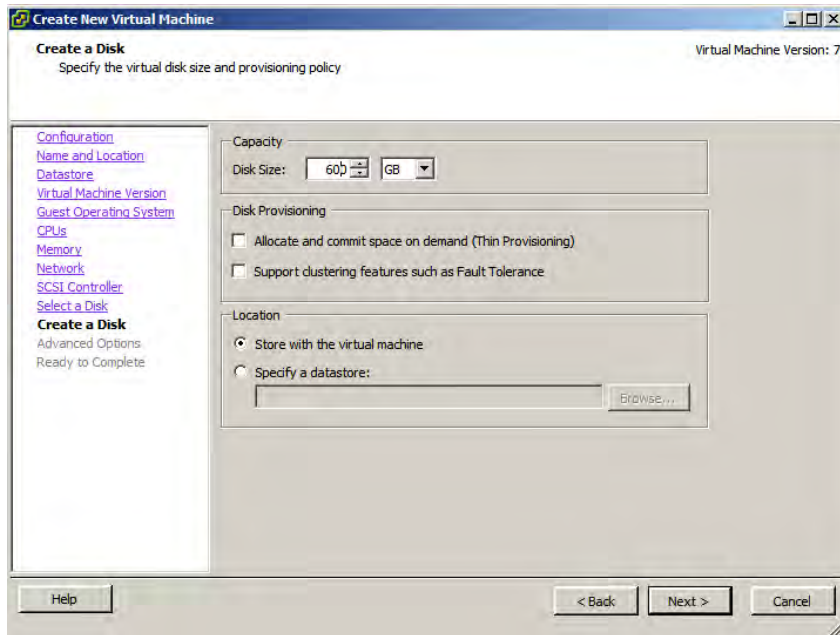 Create New Virtual Machine
Create a Disk
Specify the virtual disk size and provisioning policy
Virtual Machine Version: 7
Configuration
Name and Location
Datastore
Virtual Machine Version
Guest Operating System
CPUs
Memory
Network
SCSI Controller
Select a Disk
Create a Disk
Advanced Options
Ready to Complete
Capacity
Disk Size: 60 GB
Disk Provisioning
Allocate and commit space on demand (Thin Provisioning)
Support clustering features such as Fault Tolerance
Location
Store with the virtual machine
Specify a datastore:
Browse...
Help
< Back
Next >
Cancel